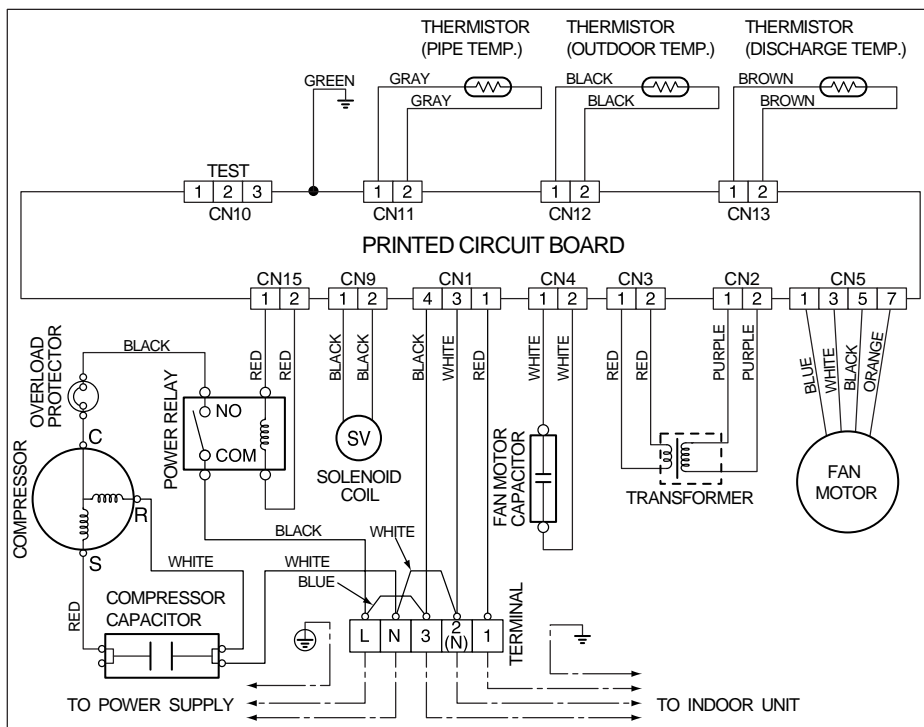 THERMISTOR
(PIPE TEMP.)
THERMISTOR
(OUTDOOR TEMP.)
THERMISTOR
(DISCHARGE TEMP.)
GREEN
GRAY
GRAY
BLACK
BLACK
BROWN
BROWN
TEST
1 2 3
CN10
1 2
CN11
1 2
CN12
1 2
CN13
PRINTED CIRCUIT BOARD
CN15
1 2
CN9
1 2
CN1
4 3 1
CN4
1 2
CN3
1 2
CN2
1 2
CN5
1 3 5 7
OVERLOAD
PROTECTOR
BLACK
RED
RED
BLACK
BLACK
BLACK
WHITE
RED
WHITE
WHITE
RED
RED
PURPLE
PURPLE
BLUE
WHITE
BLACK
ORANGE
POWER RELAY
NO
COM
SV
SOLENOID
COIL
FAN MOTOR
CAPACITOR
TRANSFORMER
FAN
MOTOR
COMPRESSOR
C
R
S
BLACK
WHITE
WHITE
WHITE
BLUE
RED
COMPRESSOR
CAPACITOR
L N 3 2 (N) 1
TERMINAL
TO POWER SUPPLY
TO INDOOR UNIT